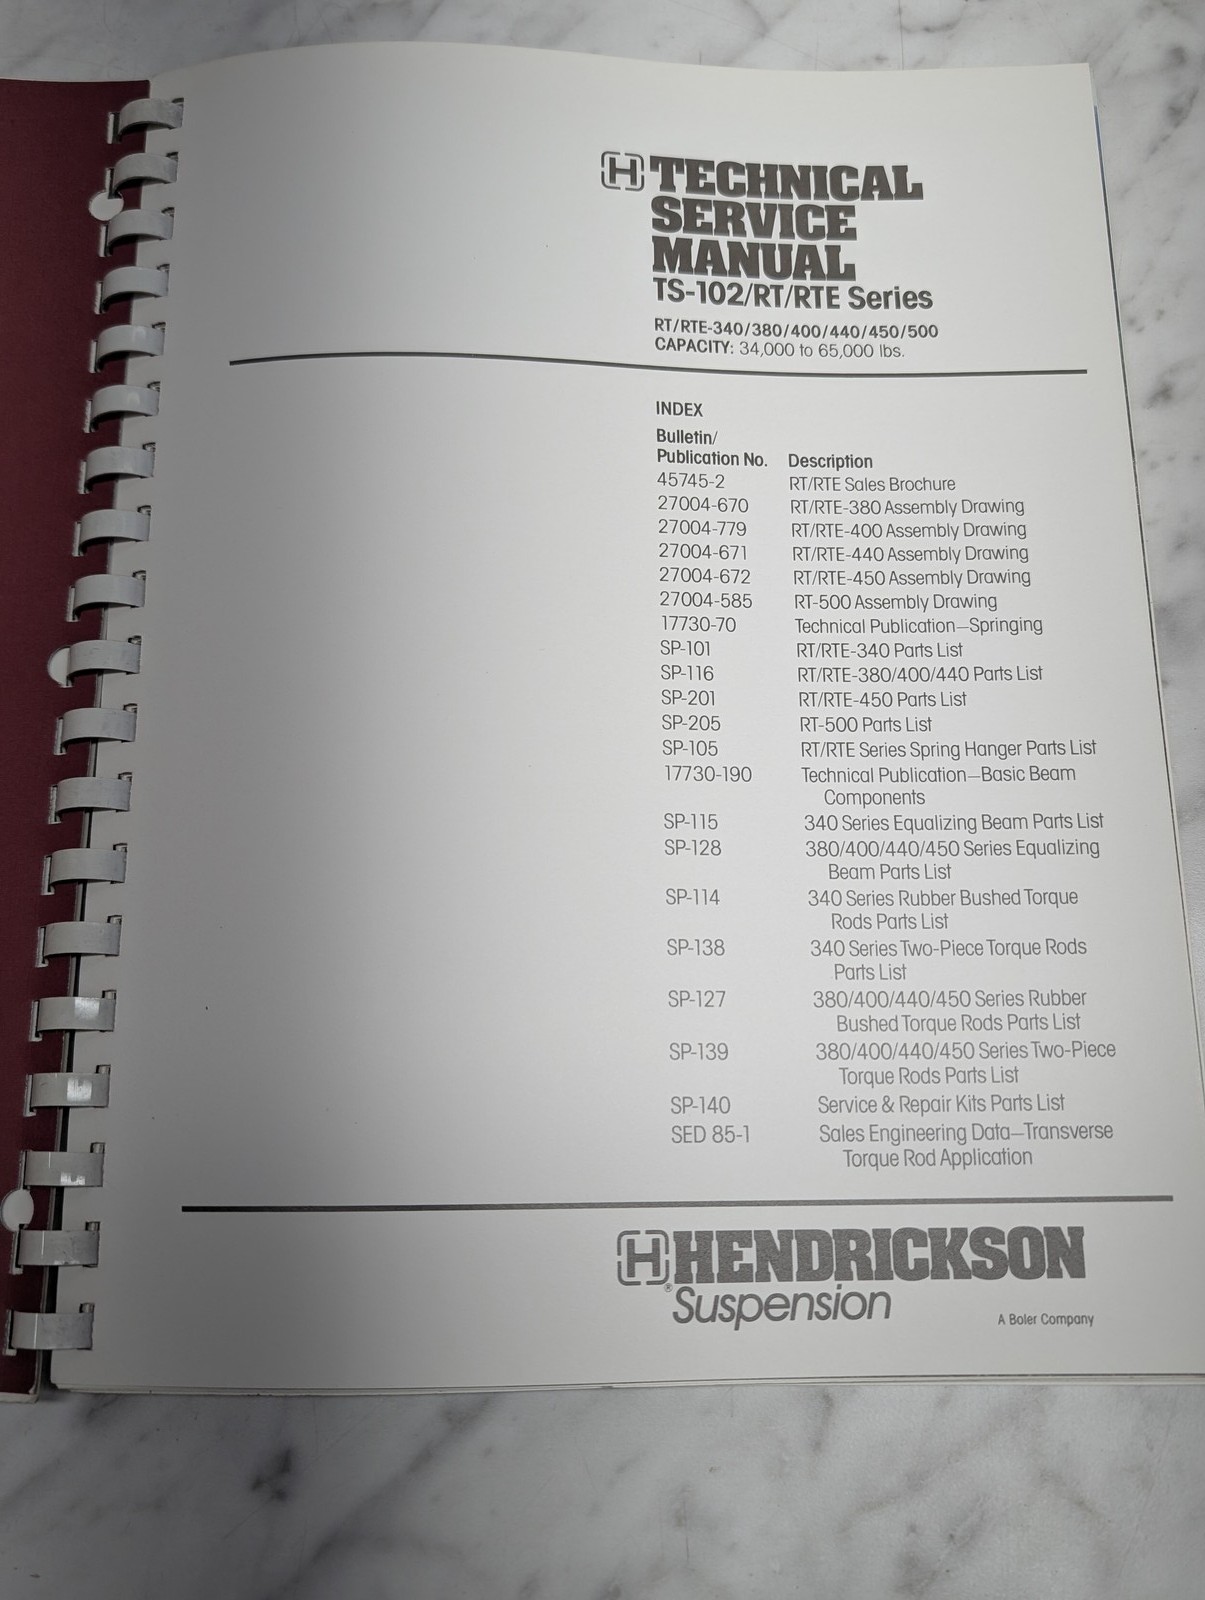 H TECHNICAL
SERVICE
MANUAL
TS-102/RT/RTE Series
RT/RTE-340/380/400/440/450/500
CAPACITY: 34,000 to 65,000 lbs.
INDEX
Bulletin/
Publication No. Description
45745-2 RT/RTE Sales Brochure
27004-670 RT/RTE-380 Assembly Drawing
27004-779 RT/RTE-400 Assembly Drawing
27004-671 RT/RTE-440 Assembly Drawing
27004-672 RT/RTE-450 Assembly Drawing
27004-585 RT-500 Assembly Drawing
17730-70 Technical Publication—Springing
SP-101 RT/RTE-340 Parts List
SP-116 RT/RTE-380/400/440 Parts List
SP-201 RT/RTE-450 Parts List
SP-205 RT-500 Parts List
SP-105 RT/RTE Series Spring Hanger Parts List
17730-190 Technical Publication—Basic Beam
Components
SP-115 340 Series Equalizing Beam Parts List
SP-128 380/400/440/450 Series Equalizing
Beam Parts List
SP-114 340 Series Rubber Bushed Torque
Rods Parts List
SP-138 340 Series Two-Piece Torque Rods
Parts List
SP-127 380/400/440/450 Series Rubber
Bushed Torque Rods Parts List
SP-139 380/400/440/450 Series Two-Piece
Torque Rods Parts List
SP-140 Service & Repair Kits Parts List
SED 85-1 Sales Engineering Data—Transverse
Torque Rod Application
H HENDRICKSON
® Suspension
A Boler Company